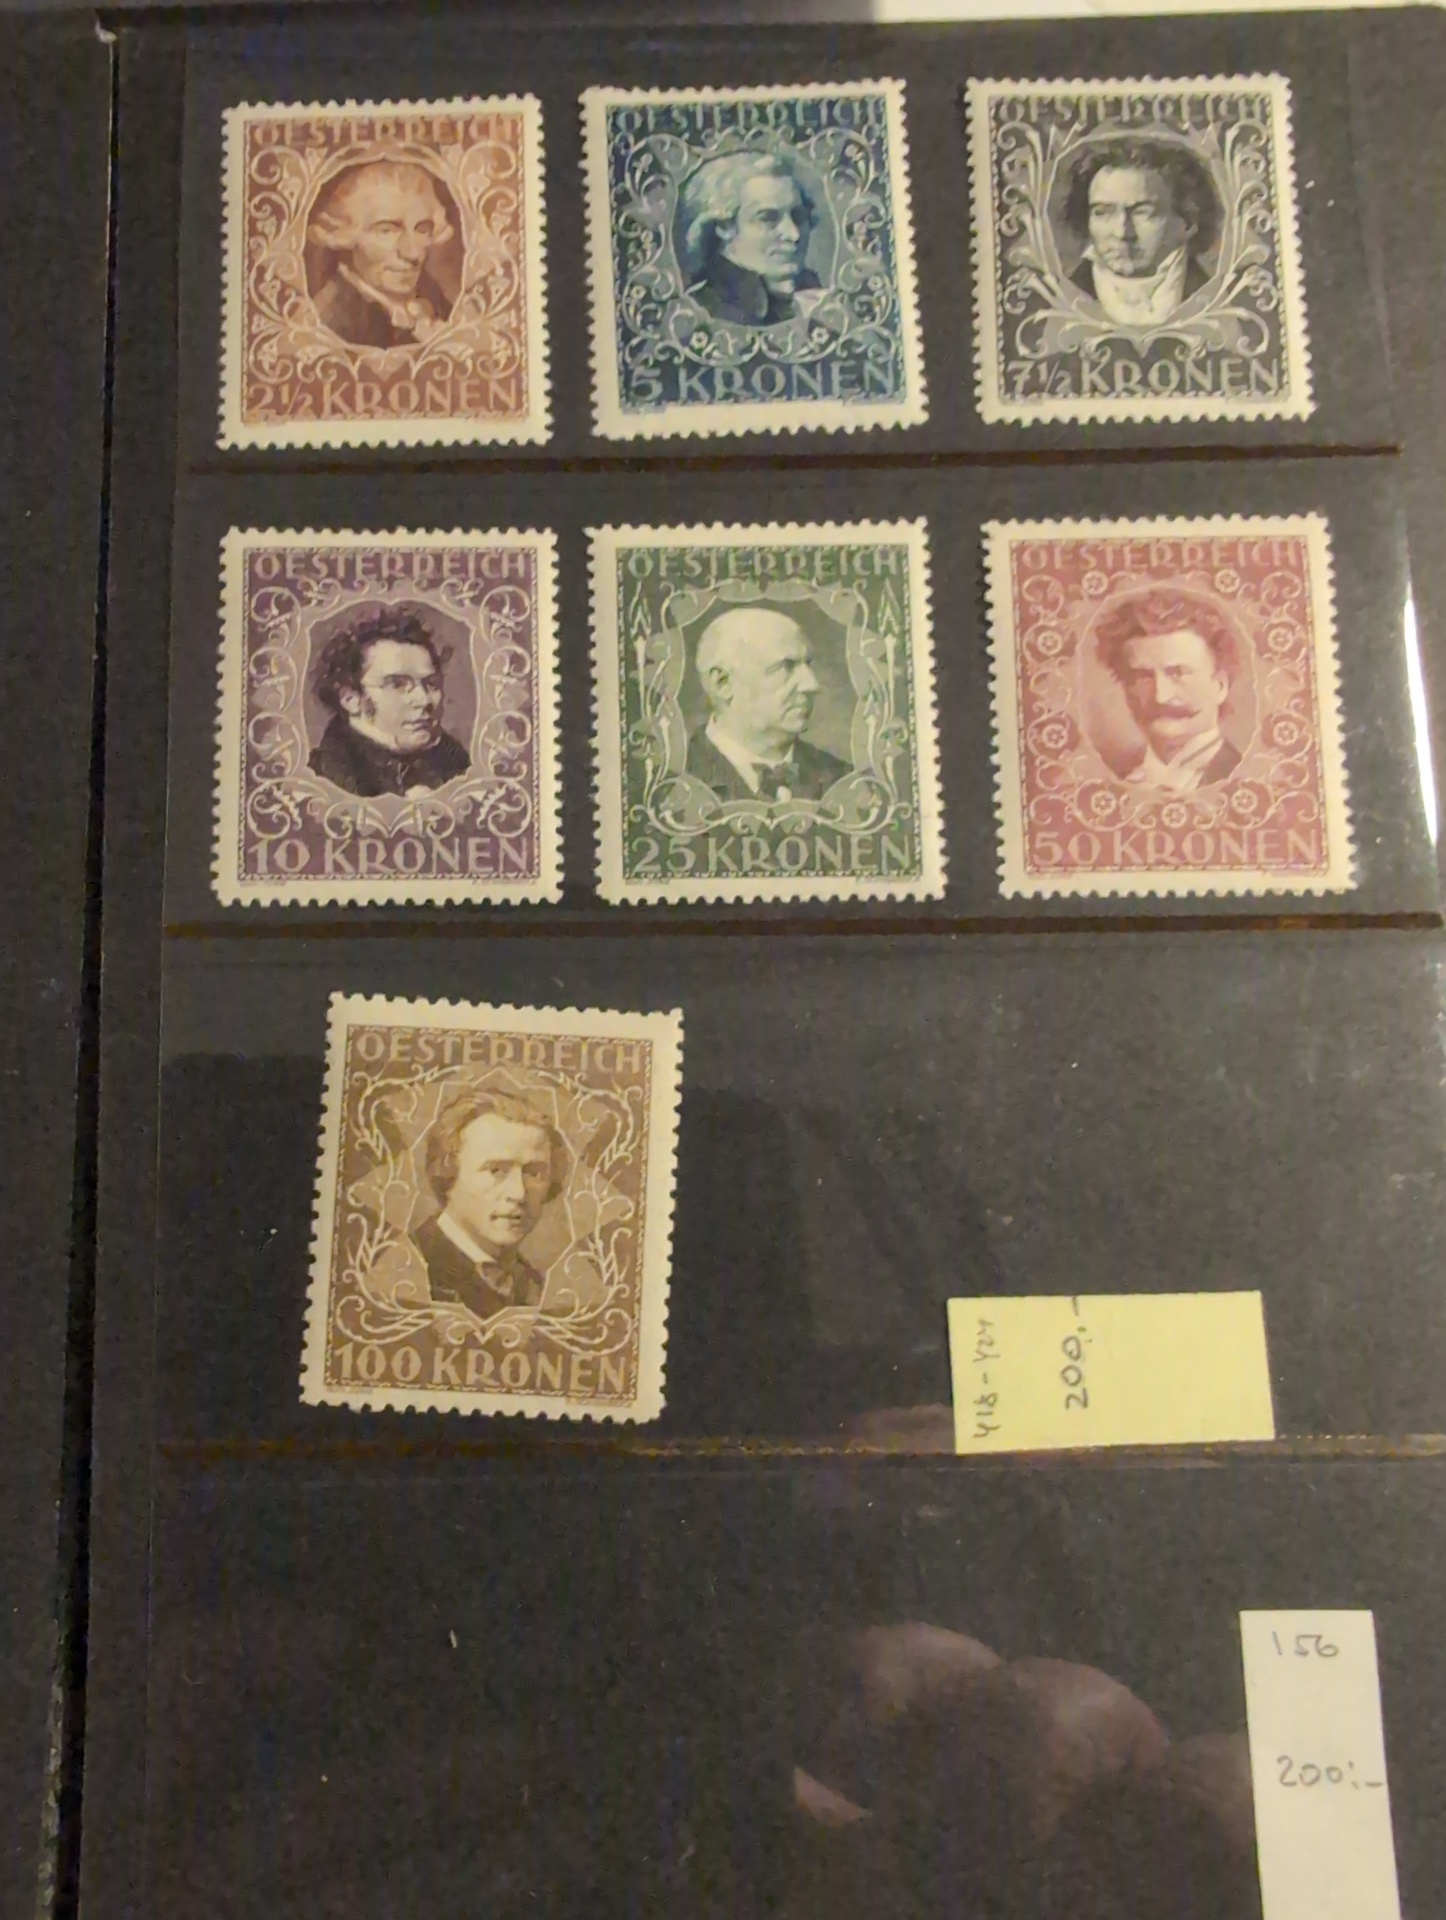 OESTERREICH
2½ KRONEN
OESTERREICH
5 KRONEN
OESTERREICH
7½ KRONEN
OESTERREICH
10 KRONEN
OESTERREICH
25 KRONEN
OESTERREICH
50 KRONEN
OESTERREICH
100 KRONEN
418-424
200,-
156
200:-